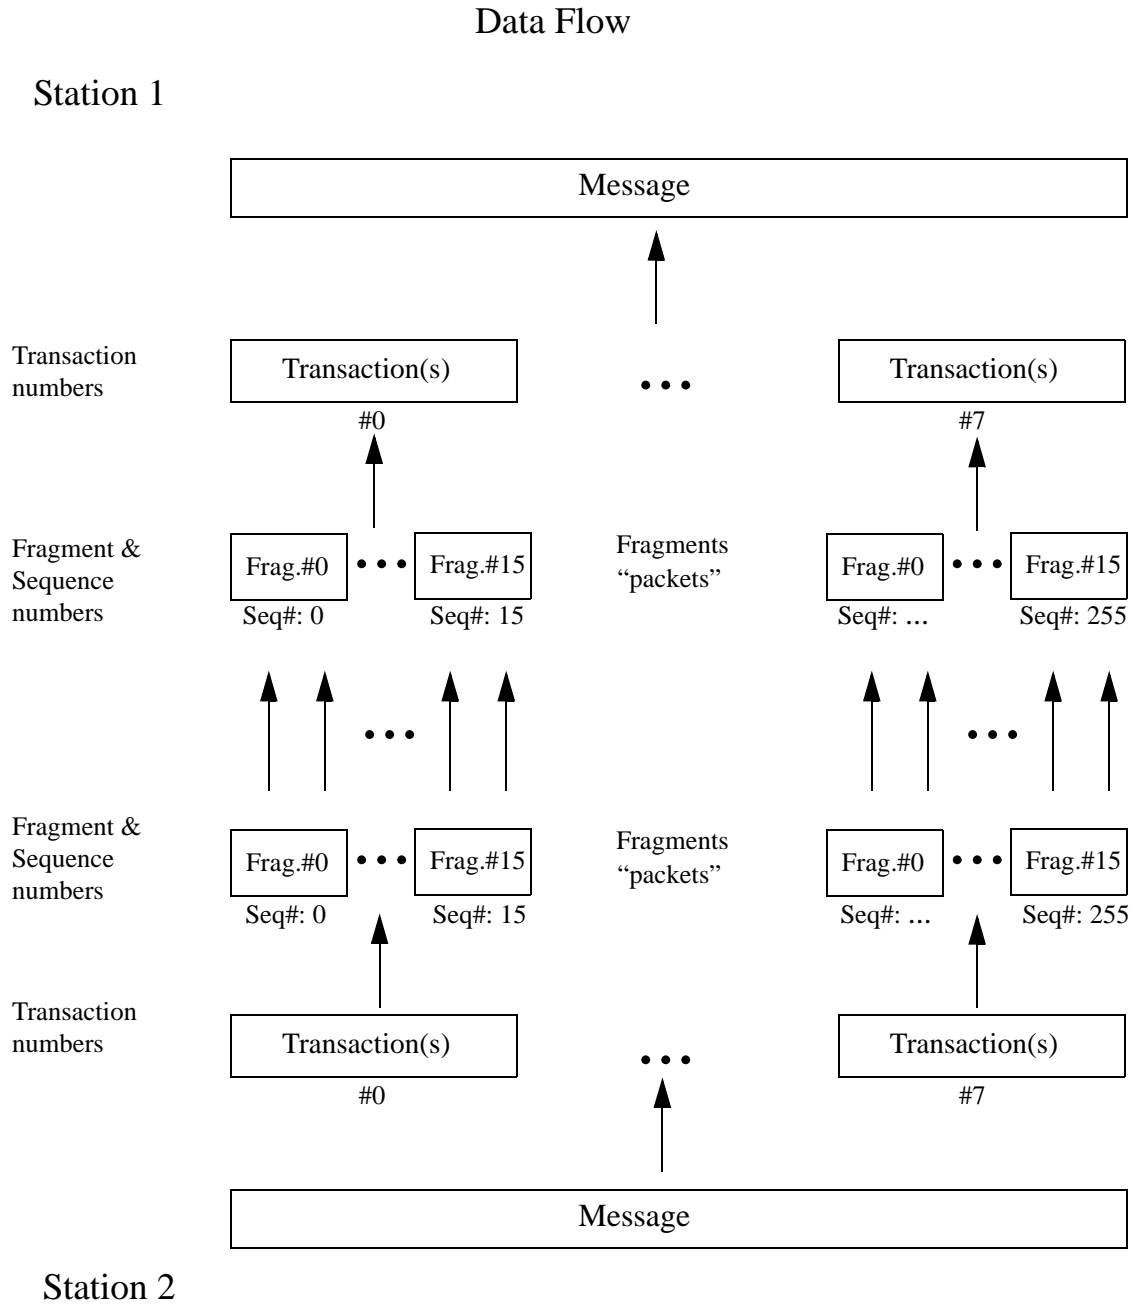 Data Flow
Station 1
Message
Transaction
numbers
Transaction(s)
Transaction(s)
#0
#7
Fragment &
Sequence
numbers
Frag.#0
Frag.#15
Fragments
“packets”
Frag.#0
Frag.#15
Seq#: 0
Seq#: 15
Seq#: ...
Seq#: 255
Fragment &
Sequence
numbers
Frag.#0
Frag.#15
Fragments
“packets”
Frag.#0
Frag.#15
Seq#: 0
Seq#: 15
Seq#: ...
Seq#: 255
Transaction
numbers
Transaction(s)
Transaction(s)
#0
#7
Message
Station 2